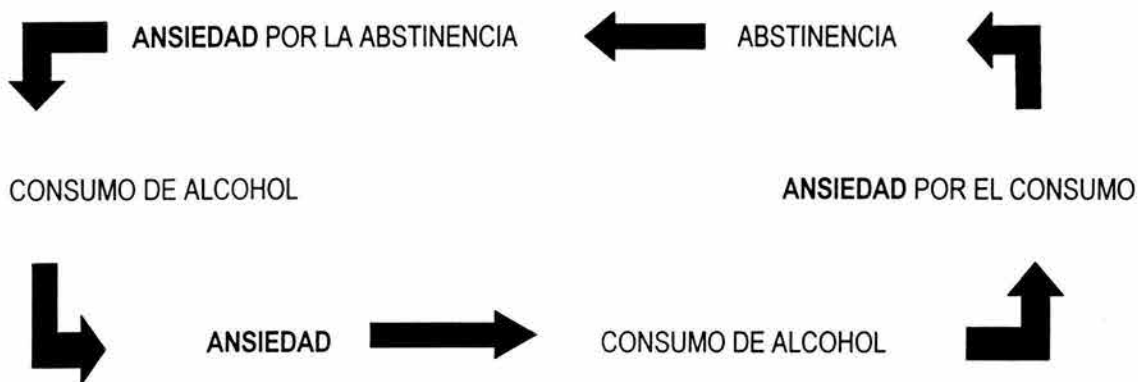 ANSIEDAD POR LA ABSTINENCIA
ABSTINENCIA
CONSUMO DE ALCOHOL
ANSIEDAD POR EL CONSUMO
ANSIEDAD
CONSUMO DE ALCOHOL